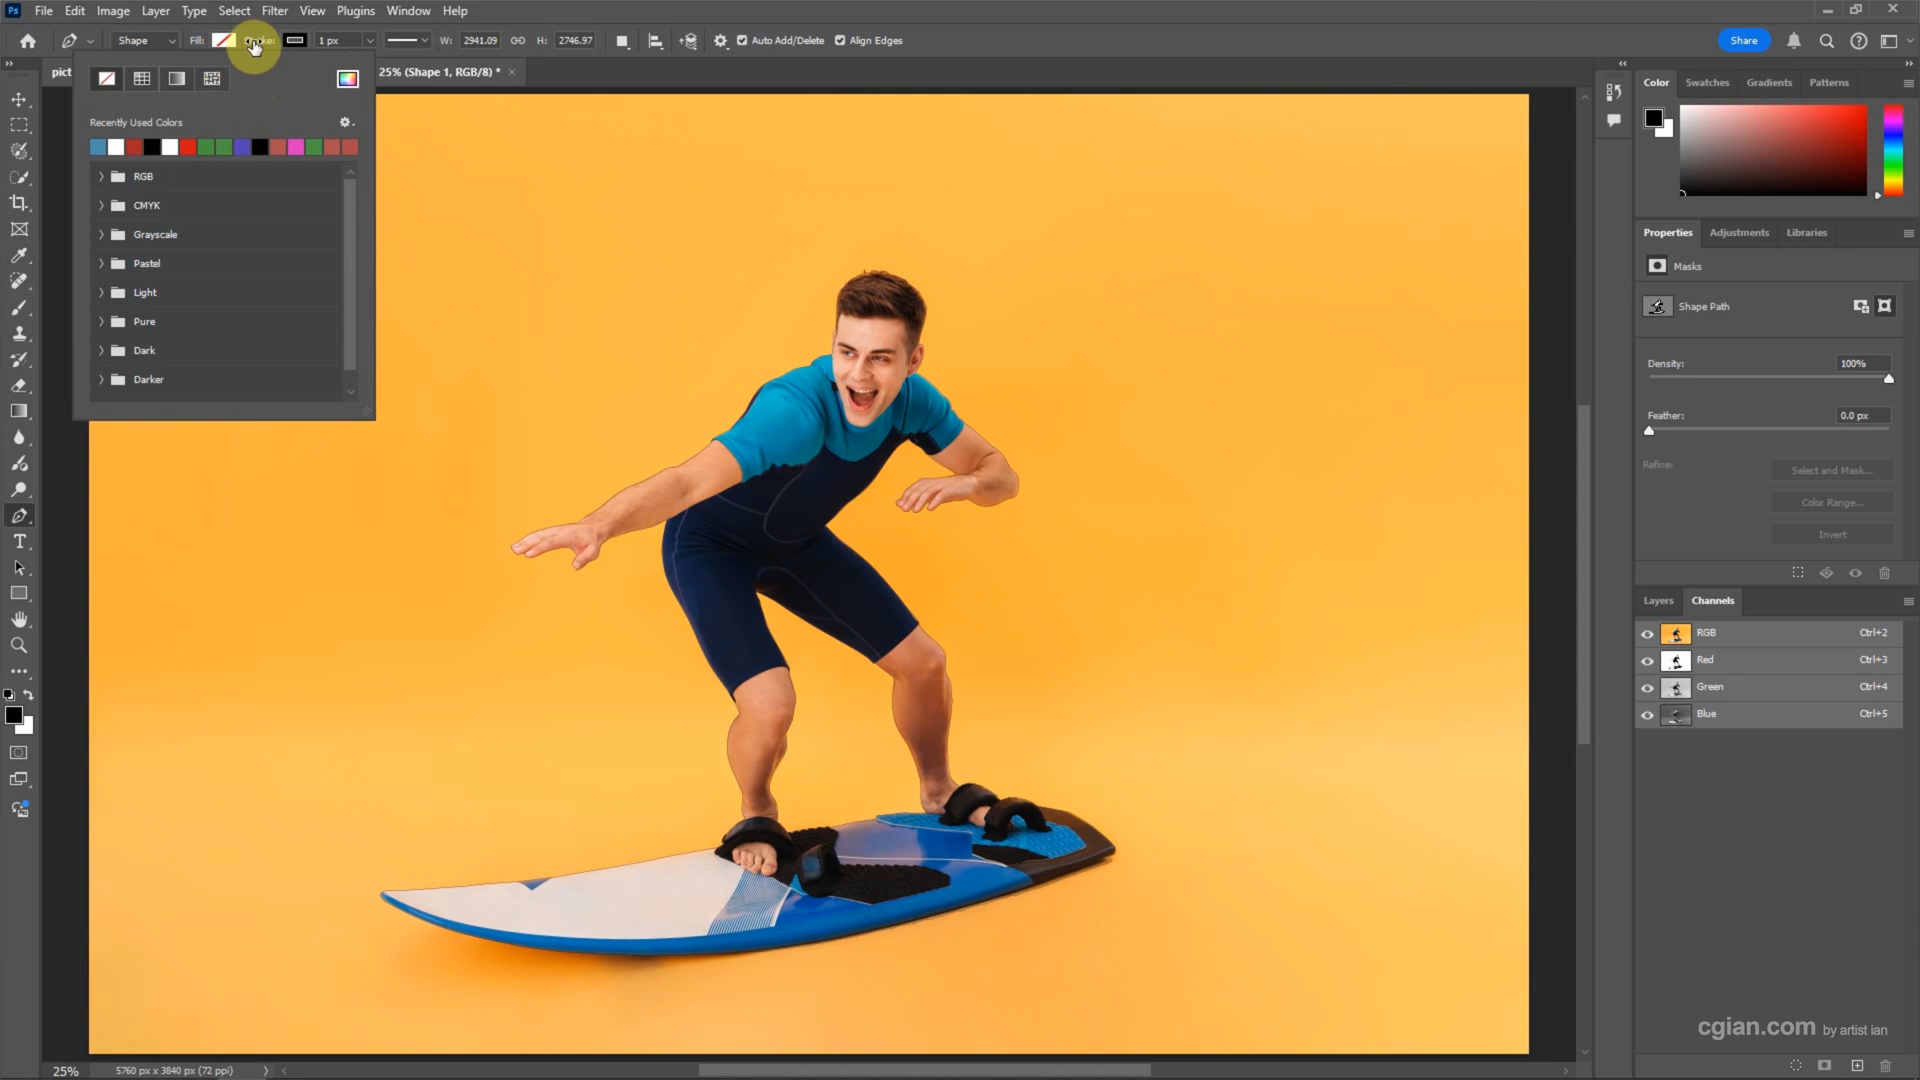 Ps File Edit Image Layer Type Select Filter View Plugins Window Help
Shape Fill: 1 px W: 2941.09 H: 2746.97 Auto Add/Delete Align Edges Share
pict 25% (Shape 1, RGB/8) *
Recently Used Colors
RGB
CMYK
Grayscale
Pastel
Light
Pure
Dark
Darker
Color Swatches Gradients Patterns
Properties Adjustments Libraries
Masks
Shape Path
Density: 100%
Feather: 0.0 px
Refine: Select and Mask...
Color Range...
Invert
Layers Channels
RGB Ctrl+2
Red Ctrl+3
Green Ctrl+4
Blue Ctrl+5
cgian.com by artist ian
25% 5760 px x 3840 px (72 ppi)